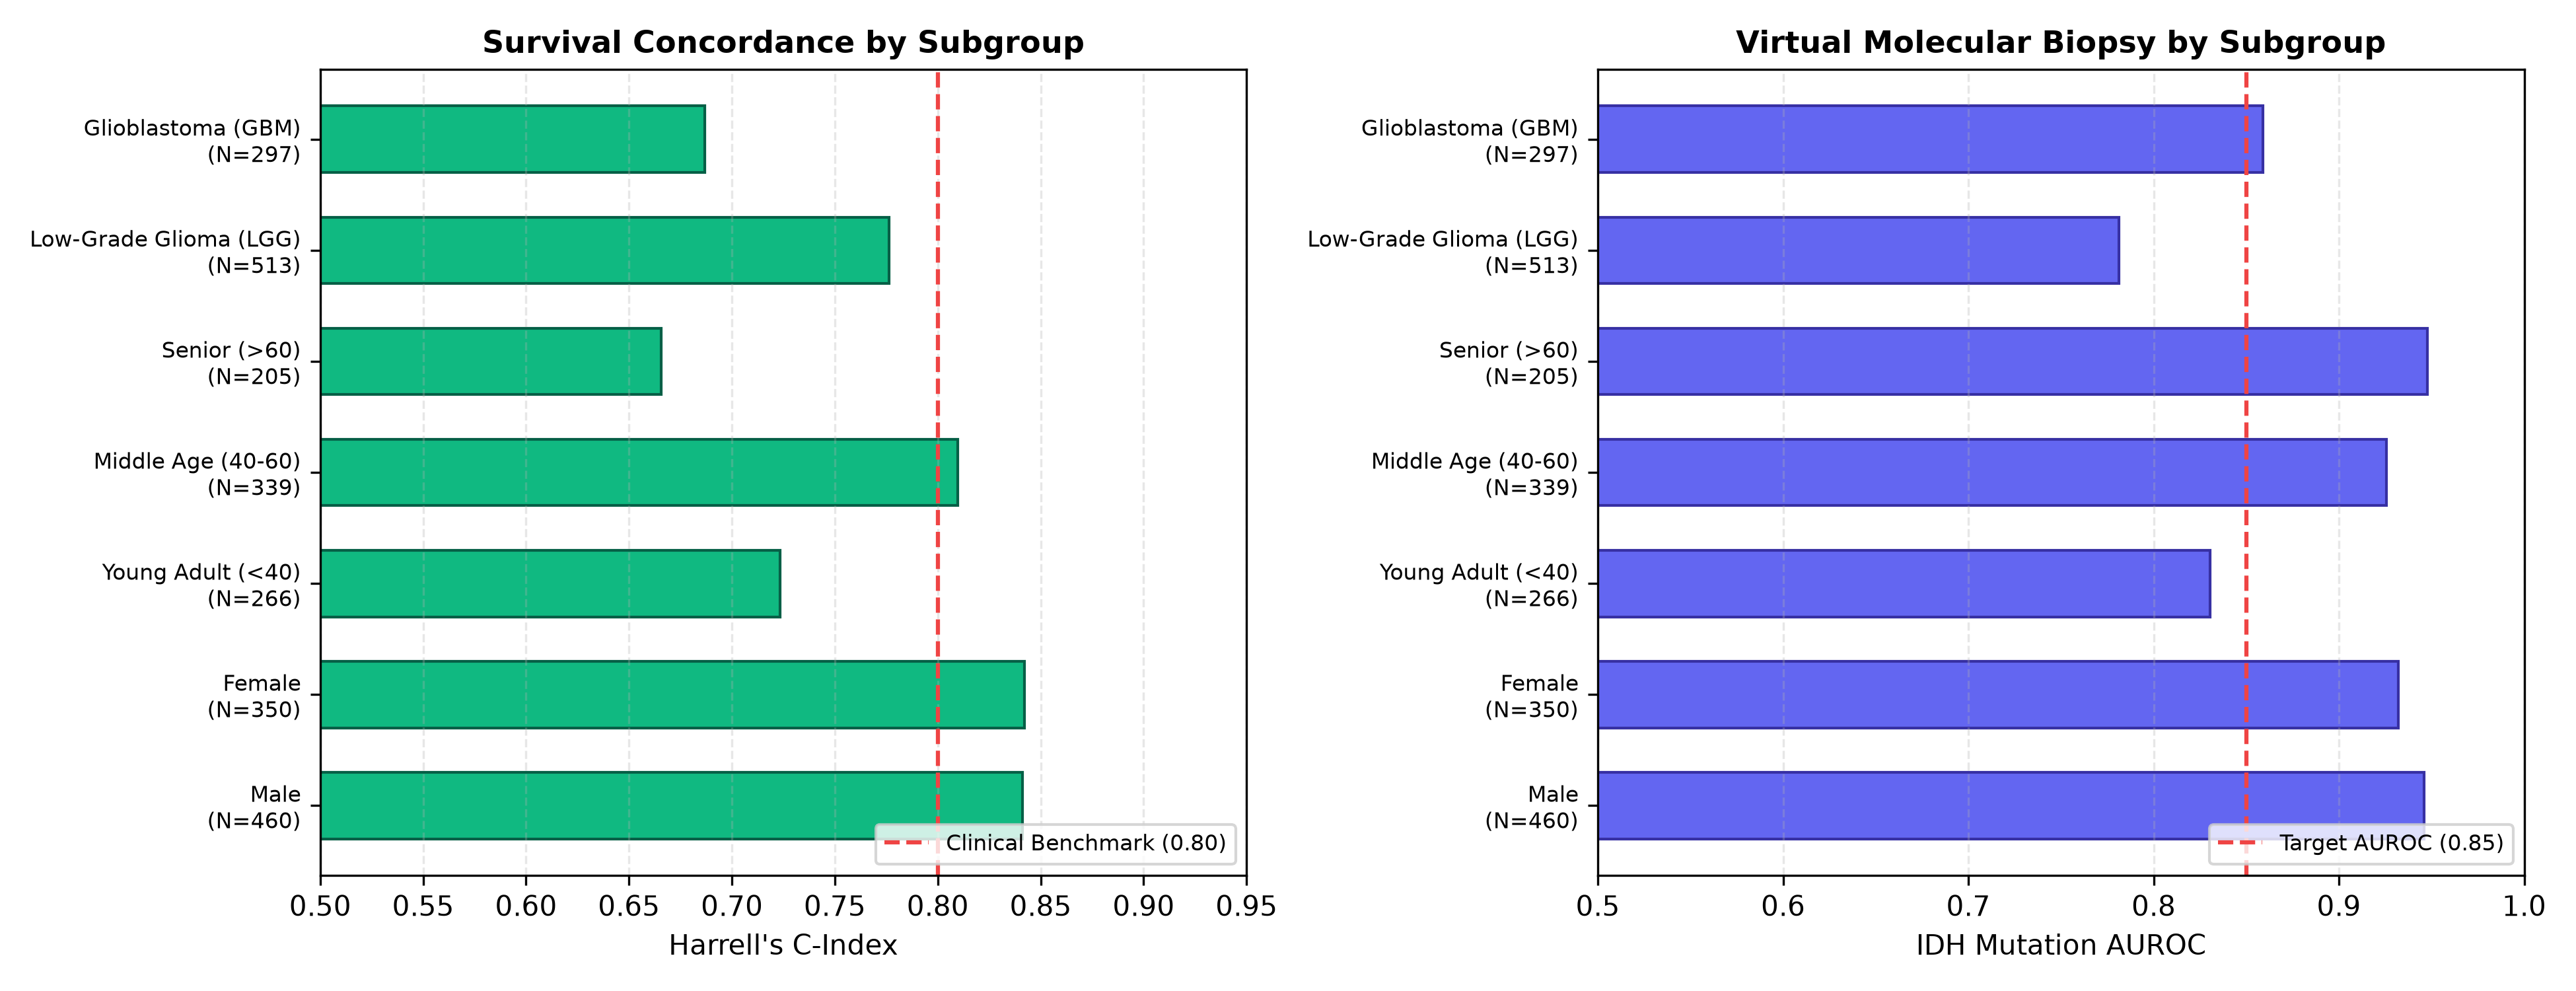 Survival Concordance by Subgroup
Glioblastoma (GBM)
(N=297)
Low-Grade Glioma (LGG)
(N=513)
Senior (>60)
(N=205)
Middle Age (40-60)
(N=339)
Young Adult (<40)
(N=266)
Female
(N=350)
Male
(N=460)
Clinical Benchmark (0.80)
0.50 0.55 0.60 0.65 0.70 0.75 0.80 0.85 0.90 0.95
Harrell's C-Index
Virtual Molecular Biopsy by Subgroup
Glioblastoma (GBM)
(N=297)
Low-Grade Glioma (LGG)
(N=513)
Senior (>60)
(N=205)
Middle Age (40-60)
(N=339)
Young Adult (<40)
(N=266)
Female
(N=350)
Male
(N=460)
Target AUROC (0.85)
0.5 0.6 0.7 0.8 0.9 1.0
IDH Mutation AUROC